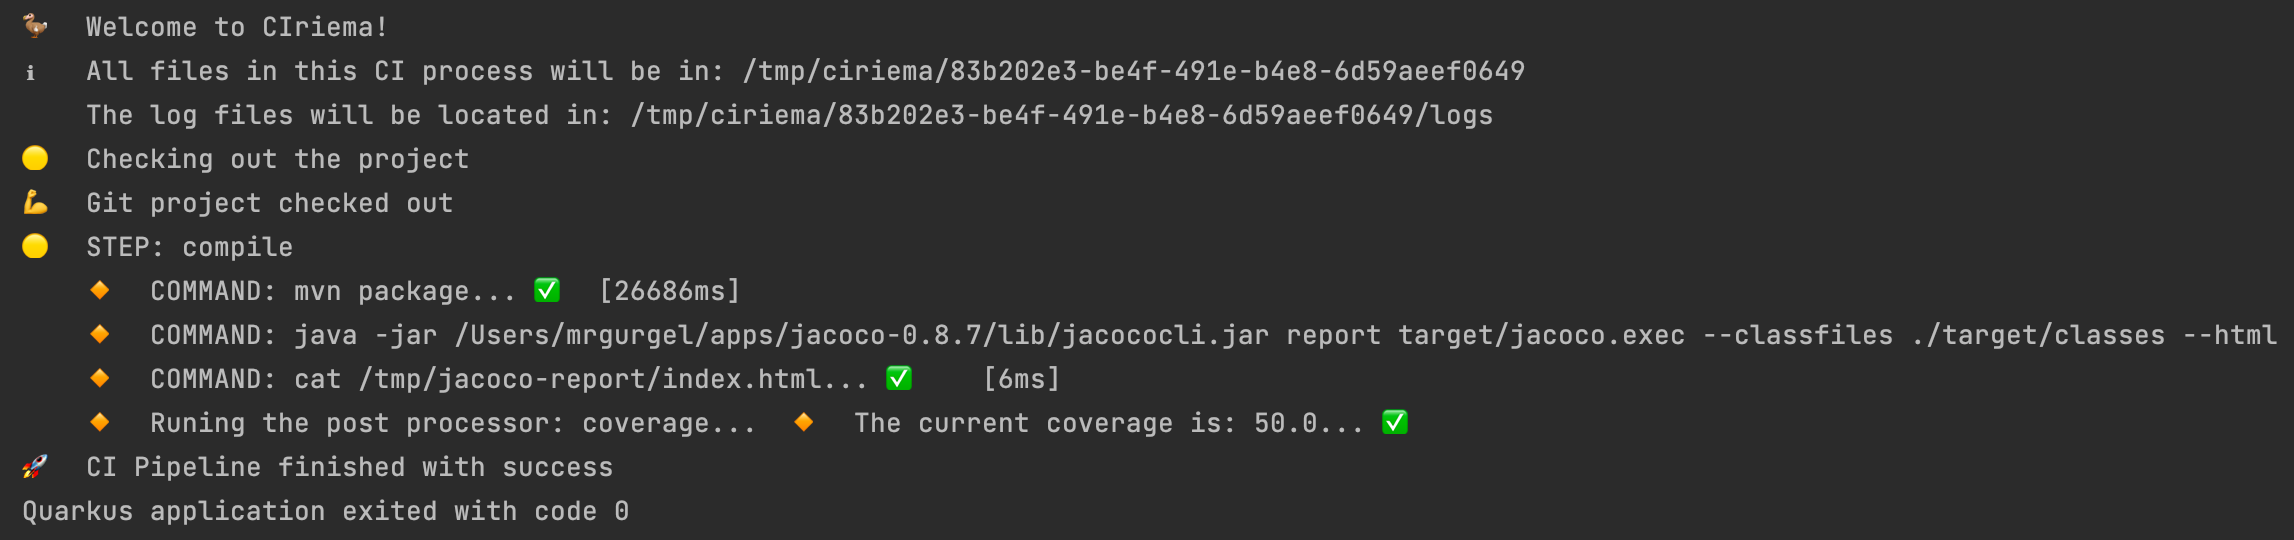 🦤 Welcome to CIriema!
ℹ All files in this CI process will be in: /tmp/ciriema/83b202e3-be4f-491e-b4e8-6d59aeef0649
The log files will be located in: /tmp/ciriema/83b202e3-be4f-491e-b4e8-6d59aeef0649/logs
🟡 Checking out the project
💪 Git project checked out
🟡 STEP: compile
🔸 COMMAND: mvn package... ✅ [26686ms]
🔸 COMMAND: java -jar /Users/mrgurgel/apps/jacoco-0.8.7/lib/jacococli.jar report target/jacoco.exec --classfiles ./target/classes --html
🔸 COMMAND: cat /tmp/jacoco-report/index.html... ✅ [6ms]
🔸 Runing the post processor: coverage... 🔸 The current coverage is: 50.0... ✅
🚀 CI Pipeline finished with success
Quarkus application exited with code 0